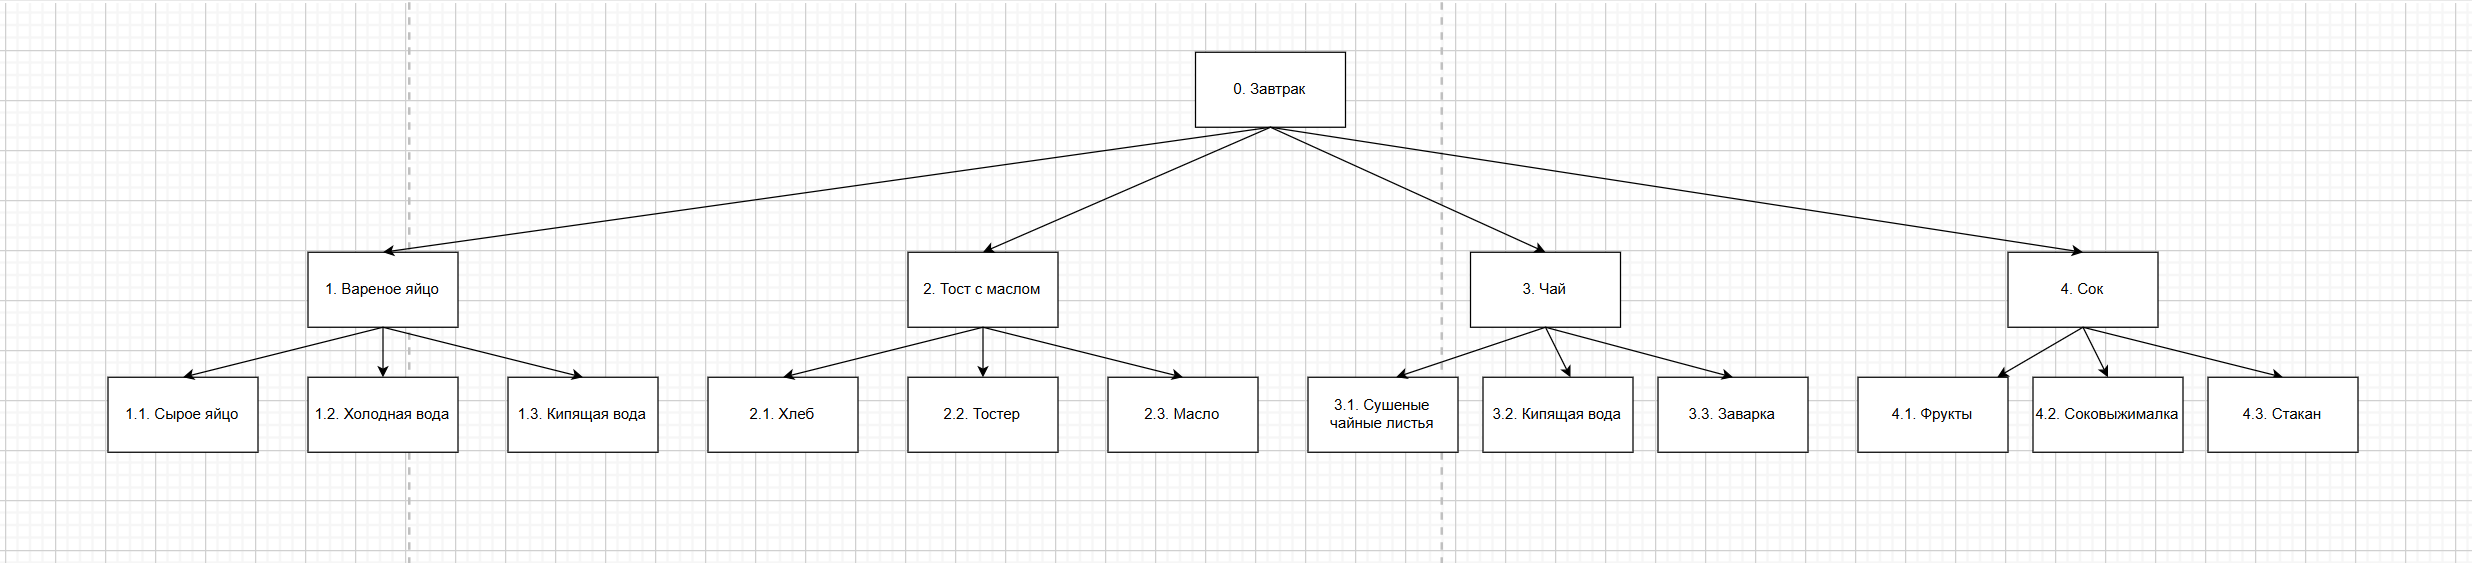 0. Завтрак
1. Вареное яйцо
2. Тост с маслом
3. Чай
4. Сок
1.1. Сырое яйцо
1.2. Холодная вода
1.3. Кипящая вода
2.1. Хлеб
2.2. Тостер
2.3. Масло
3.1. Сушеные
чайные листья
3.2. Кипящая вода
3.3. Заварка
4.1. Фрукты
4.2. Соковыжималка
4.3. Стакан